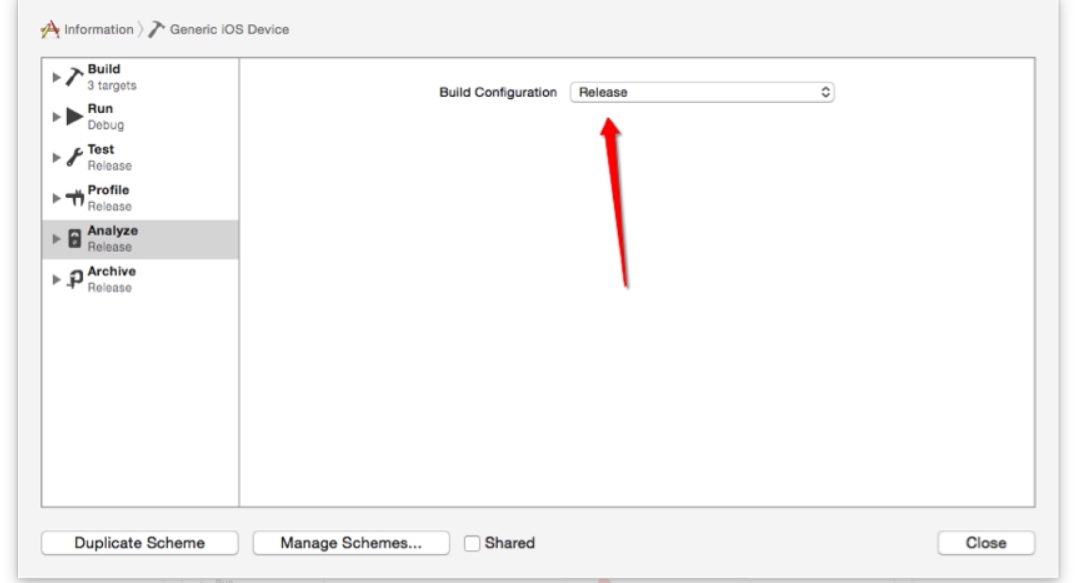 Information
Generic iOS Device
Build
3 targets
Run
Debug
Test
Release
Profile
Release
Analyze
Release
Archive
Release
Build Configuration
Release
Duplicate Scheme
Manage Schemes...
Shared
Close